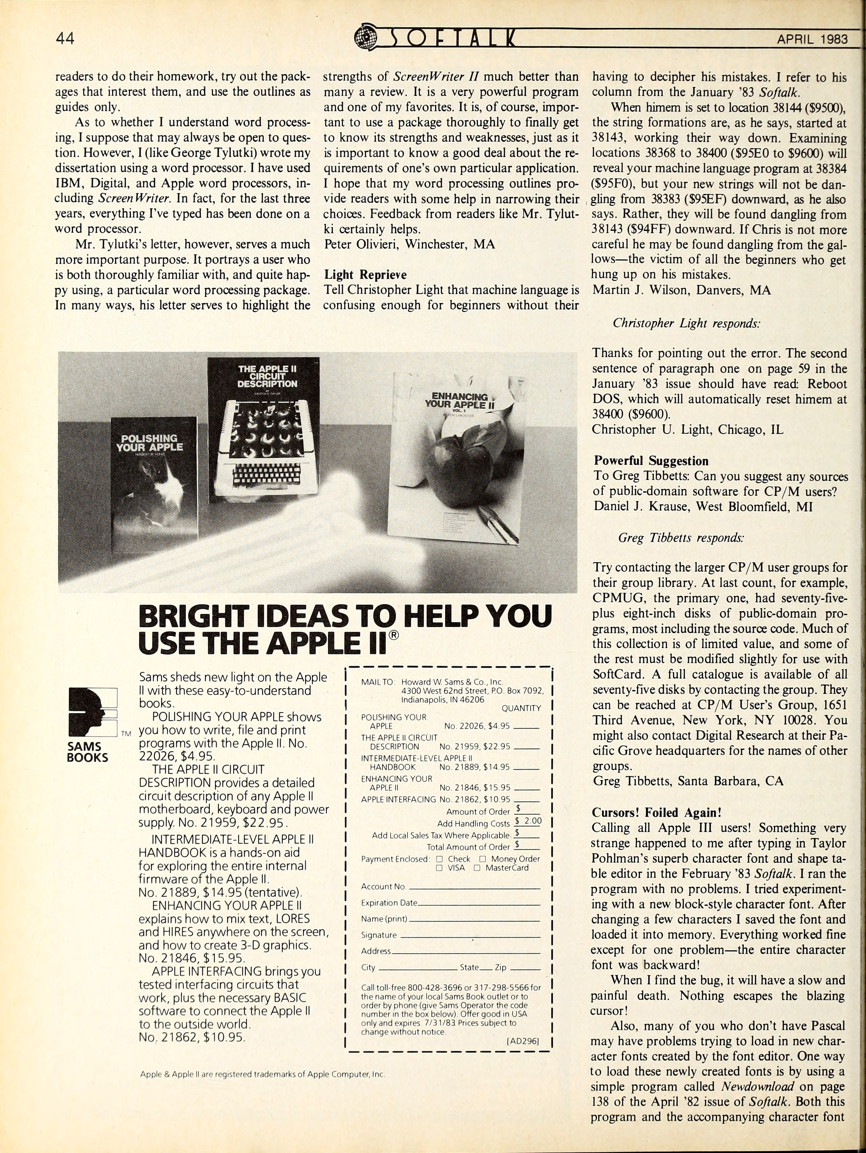 44
SOFTALK
APRIL 1983
readers to do their homework, try out the pack-
ages that interest them, and use the outlines as
guides only.
As to whether I understand word process-
ing, I suppose that may always be open to ques-
tion. However, I (like George Tylutki) wrote my
dissertation using a word processor. I have used
IBM, Digital, and Apple word processors, in-
cluding ScreenWriter. In fact, for the last three
years, everything I've typed has been done on a
word processor.
Mr. Tylutki's letter, however, serves a much
more important purpose. It portrays a user who
is both thoroughly familiar with, and quite hap-
py using, a particular word processing package.
In many ways, his letter serves to highlight the
strengths of ScreenWriter II much better than
many a review. It is a very powerful program
and one of my favorites. It is, of course, impor-
tant to use a package thoroughly to finally get
to know its strengths and weaknesses, just as it
is important to know a good deal about the re-
quirements of one's own particular application.
I hope that my word processing outlines pro-
vide readers with some help in narrowing their
choices. Feedback from readers like Mr. Tylut-
ki certainly helps.
Peter Olivieri, Winchester, MA
Light Reprieve
Tell Christopher Light that machine language is
confusing enough for beginners without their
having to decipher his mistakes. I refer to his
column from the January '83 Softalk.
When himem is set to location 38144 ($9500),
the string formations are, as he says, started at
38143, working their way down. Examining
locations 38368 to 38400 ($95E0 to $9600) will
reveal your machine language program at 38384
($95F0), but your new strings will not be dan-
gling from 38383 ($95EF) downward, as he also
says. Rather, they will be found dangling from
38143 ($94FF) downward. If Chris is not more
careful he may be found dangling from the gal-
lows—the victim of all the beginners who get
hung up on his mistakes.
Martin J. Wilson, Danvers, MA
Christopher Light responds:
Thanks for pointing out the error. The second
sentence of paragraph one on page 59 in the
January '83 issue should have read: Reboot
DOS, which will automatically reset himem at
38400 ($9600).
Christopher U. Light, Chicago, IL
Powerful Suggestion
To Greg Tibbetts: Can you suggest any sources
of public-domain software for CP/M users?
Daniel J. Krause, West Bloomfield, MI
Greg Tibbetts responds:
Try contacting the larger CP/M user groups for
their group library. At last count, for example,
CPMUG, the primary one, had seventy-five-
plus eight-inch disks of public-domain pro-
grams, most including the source code. Much of
this collection is of limited value, and some of
the rest must be modified slightly for use with
SoftCard. A full catalogue is available of all
seventy-five disks by contacting the group. They
can be reached at CP/M User's Group, 1651
Third Avenue, New York, NY 10028. You
might also contact Digital Research at their Pa-
cific Grove headquarters for the names of other
groups.
Greg Tibbetts, Santa Barbara, CA
Cursors! Foiled Again!
Calling all Apple III users! Something very
strange happened to me after typing in Taylor
Pohlman's superb character font and shape ta-
ble editor in the February '83 Softalk. I ran the
program with no problems. I tried experiment-
ing with a new block-style character font. After
changing a few characters I saved the font and
loaded it into memory. Everything worked fine
except for one problem—the entire character
font was backward!
When I find the bug, it will have a slow and
painful death. Nothing escapes the blazing
cursor!
Also, many of you who don't have Pascal
may have problems trying to load in new char-
acter fonts created by the font editor. One way
to load these newly created fonts is by using a
simple program called Newdownload on page
138 of the April '82 issue of Softalk. Both this
program and the accompanying character font
POLISHING
YOUR APPLE
THE APPLE II
CIRCUIT
DESCRIPTION
ENHANCING
YOUR APPLE II
VOL. 1
BRIGHT IDEAS TO HELP YOU
USE THE APPLE II®
SAMS
BOOKS
TM
Sams sheds new light on the Apple
II with these easy-to-understand
books.
POLISHING YOUR APPLE shows
you how to write, file and print
programs with the Apple II. No.
22026, $4.95.
THE APPLE II CIRCUIT
DESCRIPTION provides a detailed
circuit description of any Apple II
motherboard, keyboard and power
supply. No. 21959, $22.95.
INTERMEDIATE-LEVEL APPLE II
HANDBOOK is a hands-on aid
for exploring the entire internal
firmware of the Apple II.
No. 21889, $14.95 (tentative).
ENHANCING YOUR APPLE II
explains how to mix text, LORES
and HIRES anywhere on the screen,
and how to create 3-D graphics.
No. 21846, $15.95.
APPLE INTERFACING brings you
tested interfacing circuits that
work, plus the necessary BASIC
software to connect the Apple II
to the outside world.
No. 21862, $10.95.
MAIL TO: Howard W. Sams & Co., Inc.
4300 West 62nd Street, P.O. Box 7092,
Indianapolis, IN 46206
QUANTITY
POLISHING YOUR
APPLE No. 22026, $4.95
THE APPLE II CIRCUIT
DESCRIPTION No. 21959, $22.95
INTERMEDIATE-LEVEL APPLE II
HANDBOOK No. 21889, $14.95
ENHANCING YOUR
APPLE II No. 21846, $15.95
APPLE INTERFACING No. 21862, $10.95
Amount of Order $
Add Handling Costs $ 2.00
Add Local Sales Tax Where Applicable $
Total Amount of Order $
Payment Enclosed: □ Check □ Money Order
□ VISA □ MasterCard
Account No.
Expiration Date
Name (print)
Signature
Address
City State Zip
Call toll-free 800-428-3696 or 317-298-5566 for
the name of your local Sams Book outlet or to
order by phone (give Sams Operator the code
number in the box below). Offer good in USA
only and expires 7/31/83 Prices subject to
change without notice.
[AD296]
Apple & Apple II are registered trademarks of Apple Computer, Inc.